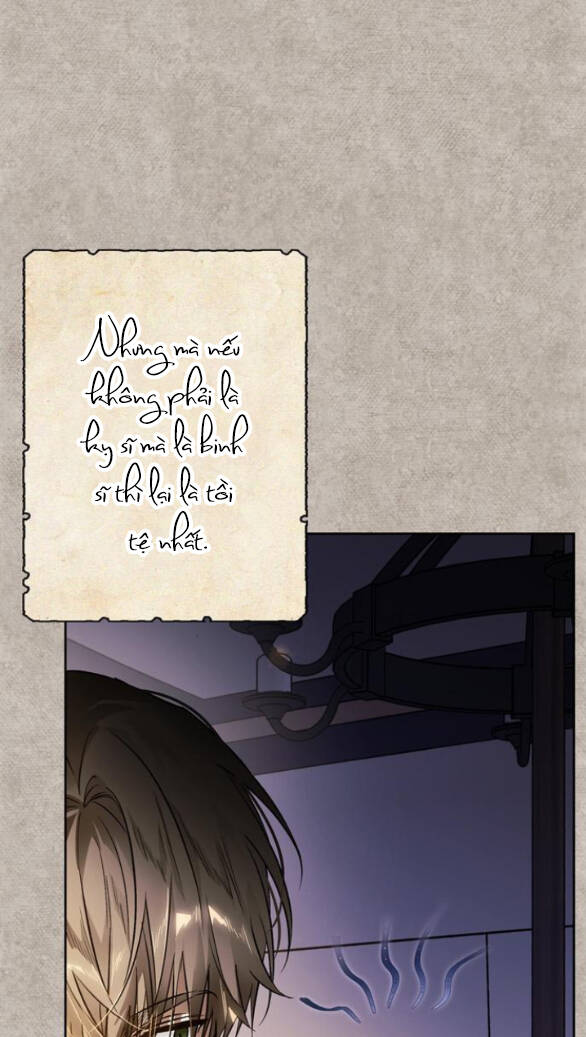 Nhưng mà nếu
không phải là
kỵ sĩ mà là binh
sĩ thì lại là tồi
tệ nhất.